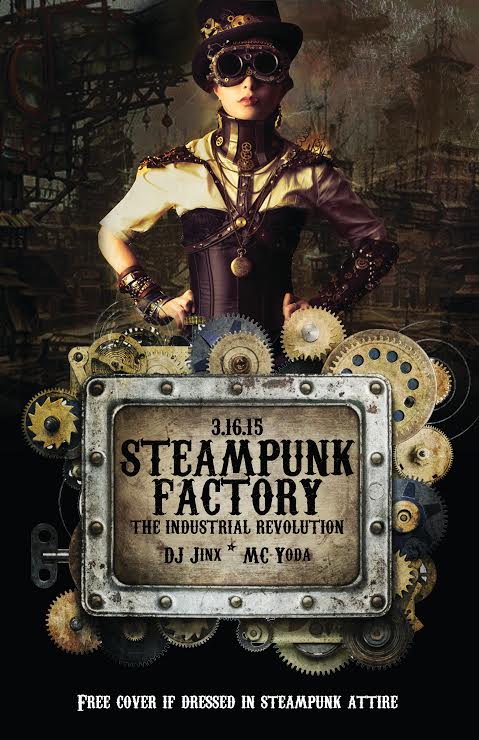 3.16.15
STEAMPUNK
FACTORY
THE INDUSTRIAL REVOLUTION
DJ JINX * MC YODA
FREE COVER IF DRESSED IN STEAMPUNK ATTIRE